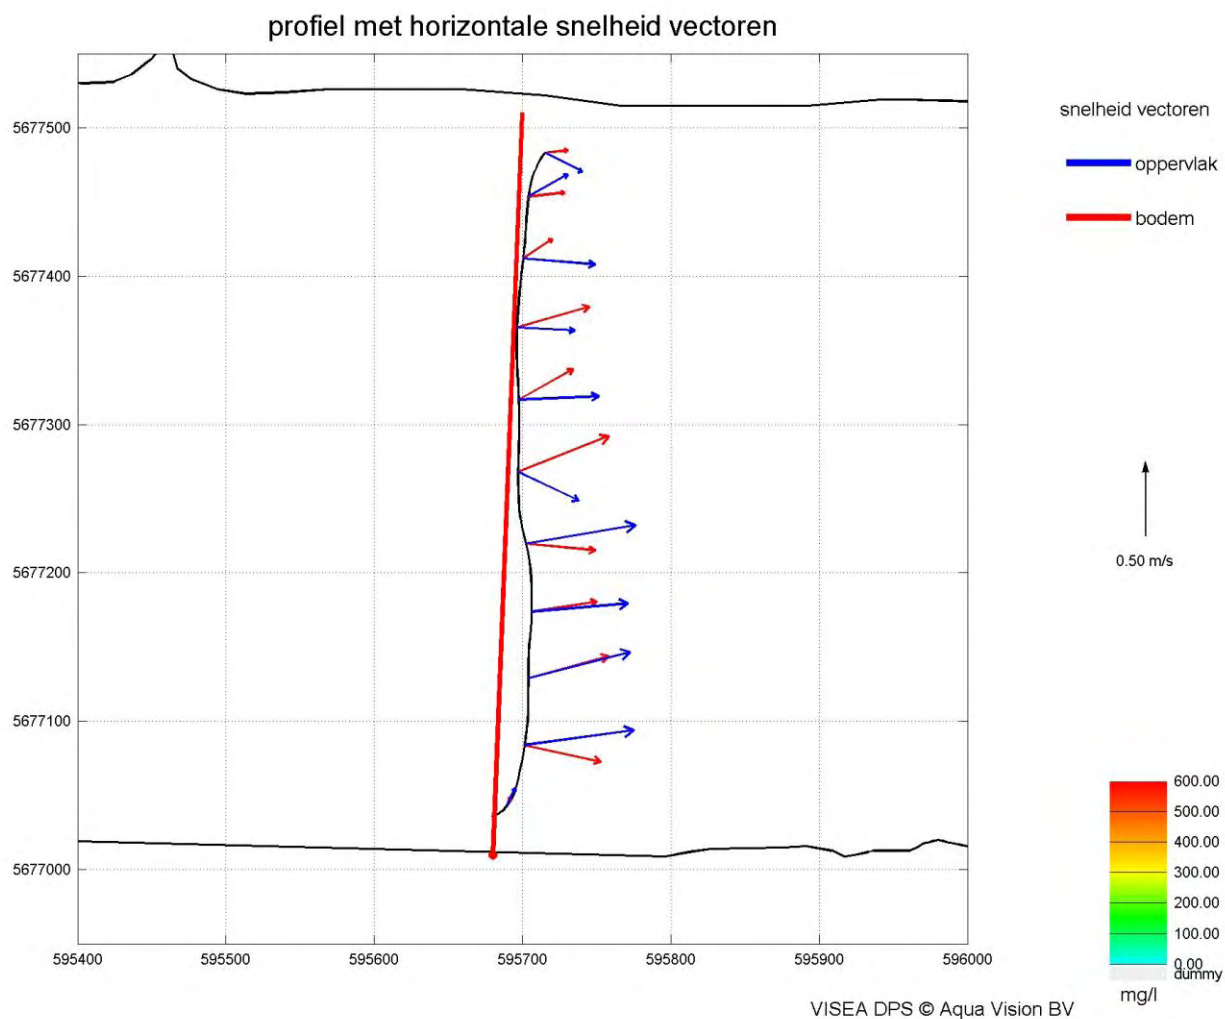 profiel met horizontale snelheid vectoren
snelheid vectoren
oppervlak
bodem
5677500
5677400
5677300
5677200
5677100
5677000
0.50 m/s
595400 595500 595600 595700 595800 595900 596000
600.00
500.00
400.00
300.00
200.00
100.00
0.00
dummy
mg/l
VISEA DPS © Aqua Vision BV